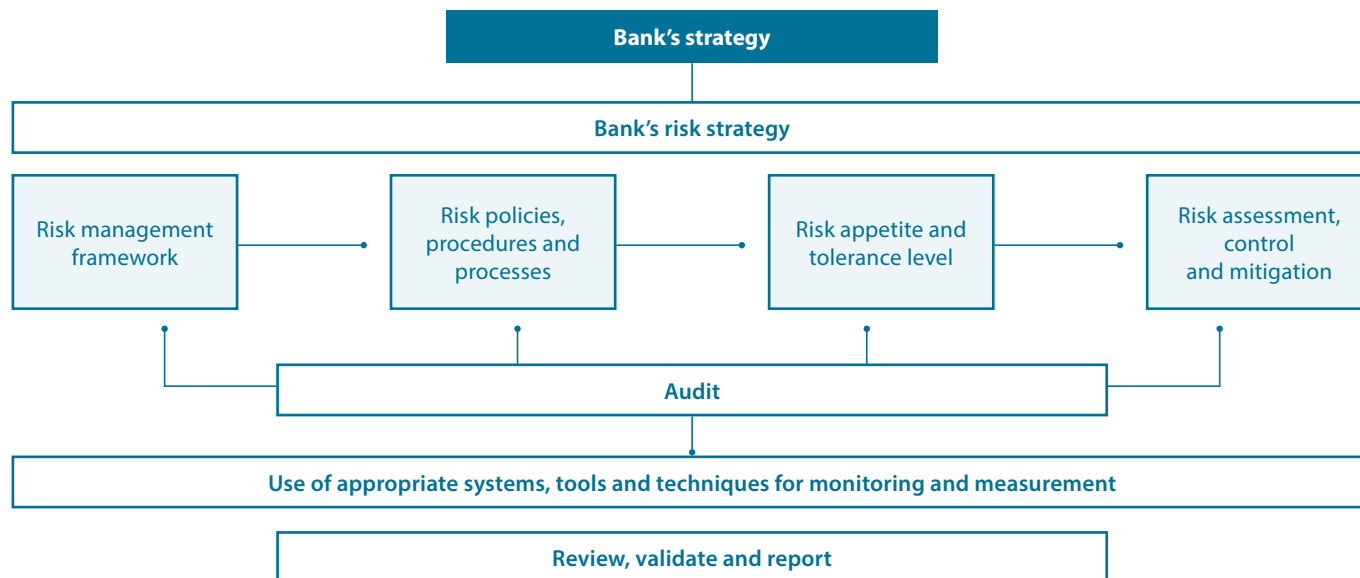 Bank’s strategy
Bank’s risk strategy
Risk management
framework
Risk policies,
procedures and
processes
Risk appetite and
tolerance level
Risk assessment,
control
and mitigation
Audit
Use of appropriate systems, tools and techniques for monitoring and measurement
Review, validate and report